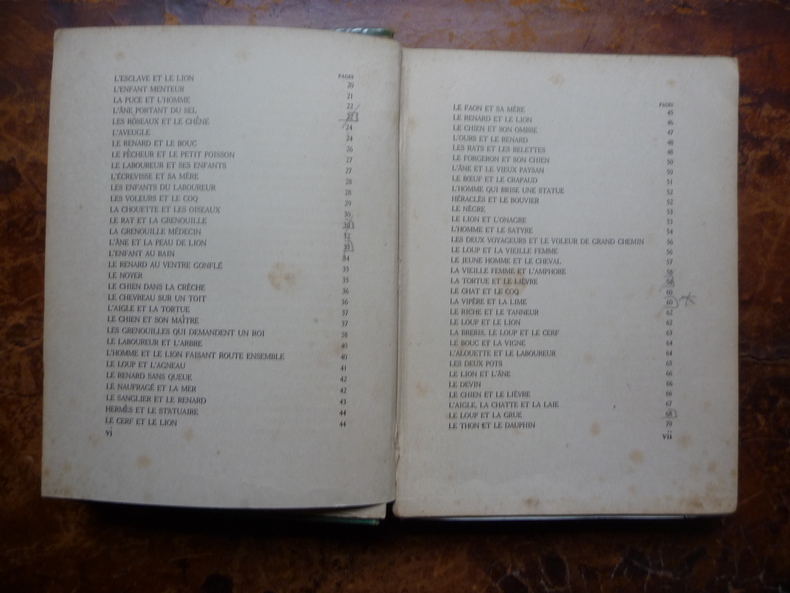 PAGES
L'ESCLAVE ET LE LION 20
L'ENFANT MENTEUR 21
LA PUCE ET L'HOMME 22
L'ÂNE PORTANT DU SEL 23
LES ROSEAUX ET LE CHÊNE 24
L'AVEUGLE 24
LE RENARD ET LE BOUC 26
LE PÊCHEUR ET LE PETIT POISSON 27
LE LABOUREUR ET SES ENFANTS 27
L'ÉCREVISSE ET SA MÈRE 28
LES ENFANTS DU LABOUREUR 28
LES VOLEURS ET LE COQ 29
LA CHOUETTE ET LES OISEAUX 30
LE RAT ET LA GRENOUILLE
LA GRENOUILLE MÉDECIN
L'ÂNE ET LA PEAU DE LION
L'ENFANT AU BAIN 34
LE RENARD AU VENTRE GONFLÉ
LE NOYER
LE CHIEN DANS LA CRÈCHE 36
LE CHEVREAU SUR UN TOIT 36
L'AIGLE ET LA TORTUE 37
LE CHIEN ET SON MAÎTRE 37
LES GRENOUILLES QUI DEMANDENT UN ROI 38
LE LABOUREUR ET L'ARBRE 40
L'HOMME ET LE LION FAISANT ROUTE ENSEMBLE 40
LE LOUP ET L'AGNEAU 41
LE RENARD SANS QUEUE 42
LE NAUFRAGÉ ET LA MER 42
LE SANGLIER ET LE RENARD 43
HERMÈS ET LE STATUAIRE 44
LE CERF ET LE LION 44
vi
PAGES
LE FAON ET SA MÈRE 45
LE RENARD ET LE LION 46
LE CHIEN ET SON OMBRE 47
L'OURS ET LE RENARD 48
LES RATS ET LES BELETTES 48
LE FORGERON ET SON CHIEN 50
L'ÂNE ET LE VIEUX PAYSAN 50
LE BŒUF ET LE CRAPAUD 51
L'HOMME QUI BRISE UNE STATUE 52
HÉRACLÈS ET LE BOUVIER 52
LE NÈGRE 53
LE LION ET L'ONAGRE 53
L'HOMME ET LE SATYRE 54
LES DEUX VOYAGEURS ET LE VOLEUR DE GRAND CHEMIN 56
LE LOUP ET LA VIEILLE FEMME 56
LE JEUNE HOMME ET LE CHEVAL 57
LA VIEILLE FEMME ET L'AMPHORE 58
LA TORTUE ET LE LIÈVRE
LE CHAT ET LE COQ
LA VIPÈRE ET LA LIME
LE RICHE ET LE TANNEUR 61
LE LOUP ET LE LION 62
LA BREBIS, LE LOUP ET LE CERF 63
LE BOUC ET LA VIGNE 64
L'ALOUETTE ET LE LABOUREUR 64
LES DEUX POTS 65
LE LION ET L'ÂNE 66
LE DEVIN 66
LE CHIEN ET LE LIÈVRE 66
L'AIGLE, LA CHATTE ET LA LAIE 67
LE LOUP ET LA GRUE 68
LE THON ET LE DAUPHIN 70
vii